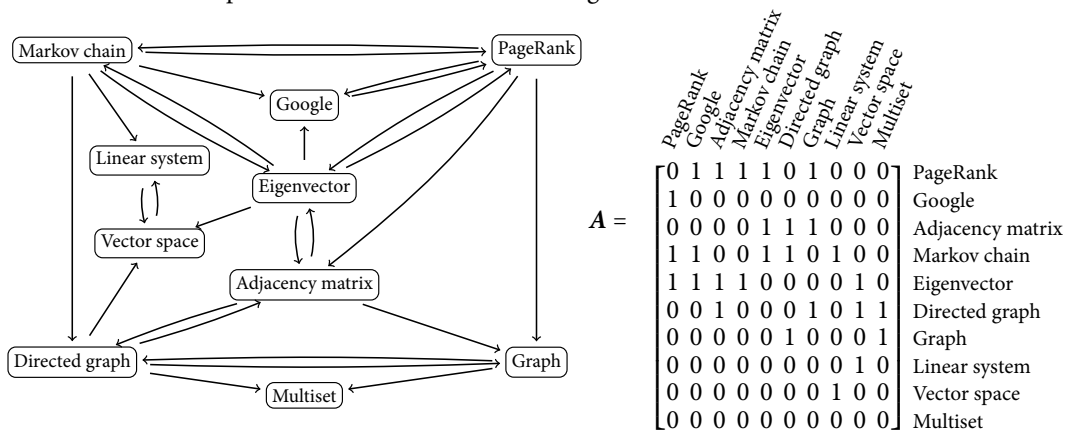 Markov chain
PageRank
Google
Linear system
Eigenvector
Vector space
Adjacency matrix
Directed graph
Graph
Multiset
PageRank
Google
Adjacency matrix
Markov chain
Eigenvector
Directed graph
Graph
Linear system
Vector space
Multiset
A =
0 1 1 1 1 0 1 0 0 0 PageRank
1 0 0 0 0 0 0 0 0 0 Google
0 0 0 0 1 1 1 0 0 0 Adjacency matrix
1 1 0 0 1 1 0 1 0 0 Markov chain
1 1 1 1 0 0 0 0 1 0 Eigenvector
0 0 1 0 0 0 1 0 1 1 Directed graph
0 0 0 0 0 1 0 0 0 1 Graph
0 0 0 0 0 0 0 0 1 0 Linear system
0 0 0 0 0 0 0 1 0 0 Vector space
0 0 0 0 0 0 0 0 0 0 Multiset